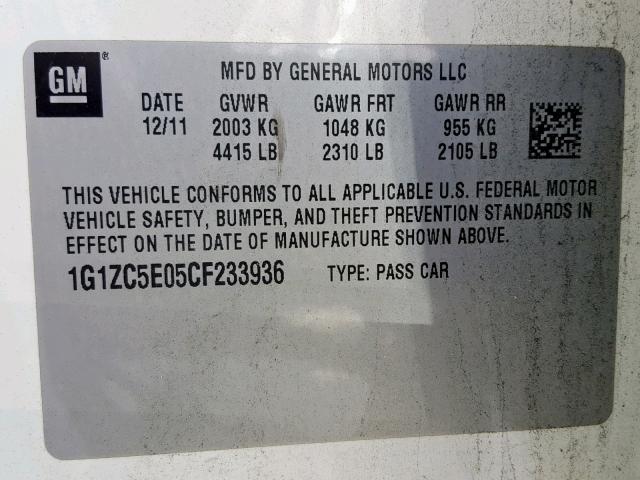 GM ®
MFD BY GENERAL MOTORS LLC
DATE GVWR GAWR FRT GAWR RR
12/11 2003 KG 1048 KG 955 KG
4415 LB 2310 LB 2105 LB
THIS VEHICLE CONFORMS TO ALL APPLICABLE U.S. FEDERAL MOTOR
VEHICLE SAFETY, BUMPER, AND THEFT PREVENTION STANDARDS IN
EFFECT ON THE DATE OF MANUFACTURE SHOWN ABOVE.
1G1ZC5E05CF233936 TYPE: PASS CAR